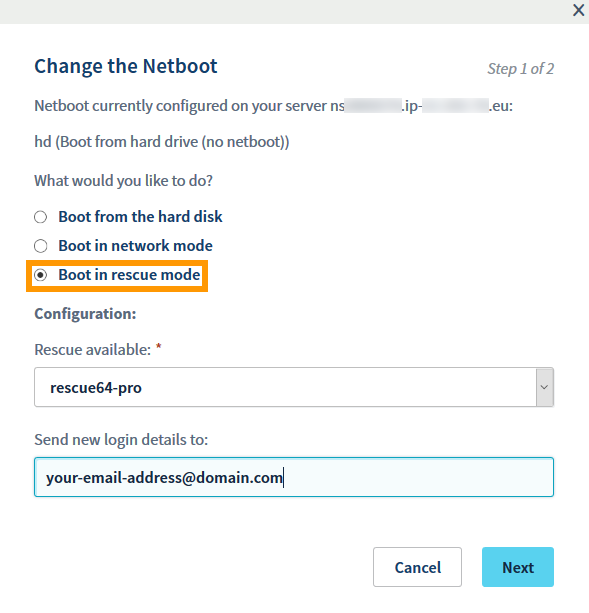 Change the Netboot
Step 1 of 2
Netboot currently configured on your server ns .ip- .eu:
hd (Boot from hard drive (no netboot))
What would you like to do?
Boot from the hard disk
Boot in network mode
Boot in rescue mode
Configuration:
Rescue available: *
rescue64-pro
Send new login details to:
your-email-address@domain.com
Cancel
Next